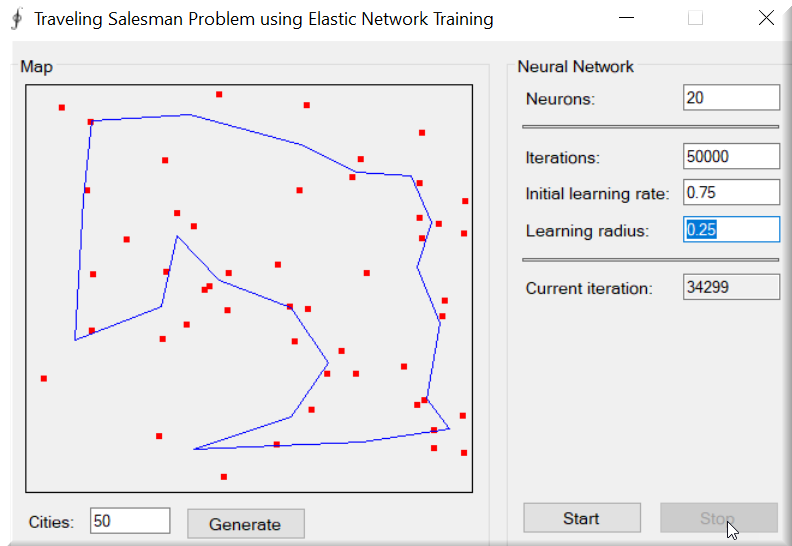 Traveling Salesman Problem using Elastic Network Training
Map
Neural Network
Neurons: 20
Iterations: 50000
Initial learning rate: 0.75
Learning radius: 0.25
Current iteration: 34299
Cities: 50 Generate
Start Stop